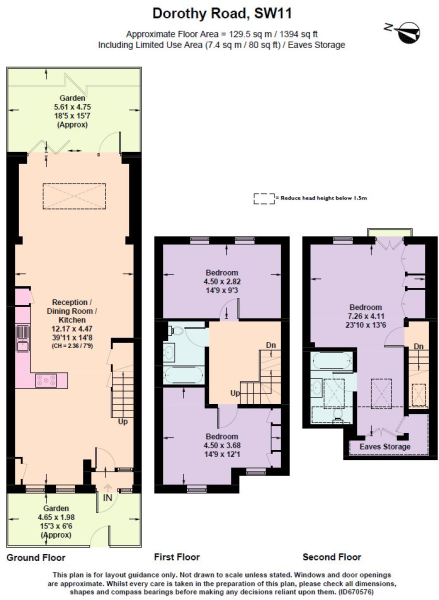 Dorothy Road, SW11
Approximate Floor Area = 129.5 sq m / 1394 sq ft
Including Limited Use Area (7.4 sq m / 80 sq ft) / Eaves Storage
N
Garden
5.61 x 4.75
18'5 x 15'7
(Approx)
= Reduce head height below 1.5m
Reception /
Dining Room /
Kitchen
12.17 x 4.47
39'11 x 14'8
(CH = 2.36 / 7'9)
Up
IN
Garden
4.65 x 1.98
15'3 x 6'6
(Approx)
Ground Floor
Bedroom
4.50 x 2.82
14'9 x 9'3
Dn
Up
Bedroom
4.50 x 3.68
14'9 x 12'1
First Floor
Bedroom
7.26 x 4.11
23'10 x 13'6
Dn
Eaves Storage
Second Floor
This plan is for layout guidance only. Not drawn to scale unless stated. Windows and door openings
are approximate. Whilst every care is taken in the preparation of this plan, please check all dimensions,
shapes and compass bearings before making any decisions reliant upon them. (ID670576)